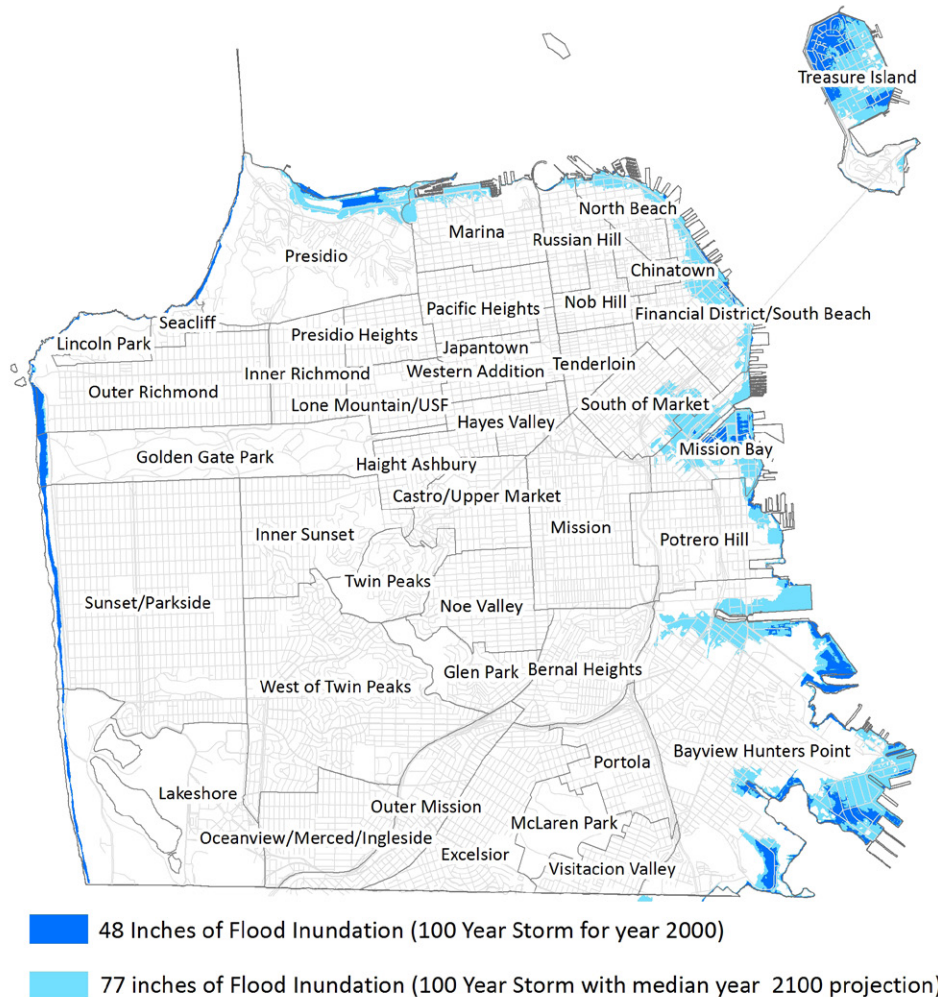 Treasure Island
North Beach
Marina
Russian Hill
Presidio
Chinatown
Nob Hill
Pacific Heights
Financial District/South Beach
Seacliff
Lincoln Park
Presidio Heights
Japantown
Tenderloin
Inner Richmond
Western Addition
Outer Richmond
Lone Mountain/USF
South of Market
Hayes Valley
Mission Bay
Golden Gate Park
Haight Ashbury
Castro/Upper Market
Inner Sunset
Mission
Potrero Hill
Twin Peaks
Sunset/Parkside
Noe Valley
Glen Park
Bernal Heights
West of Twin Peaks
Bayview Hunters Point
Portola
Lakeshore
Outer Mission
McLaren Park
Oceanview/Merced/Ingleside
Excelsior
Visitacion Valley
48 Inches of Flood Inundation (100 Year Storm for year 2000)
77 inches of Flood Inundation (100 Year Storm with median year 2100 projection)